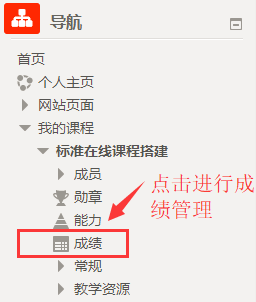 导航
首页
个人主页
网站页面
我的课程
标准在线课程搭建
成员
勋章
能力
成绩
常规
教学资源
点击进行成
绩管理